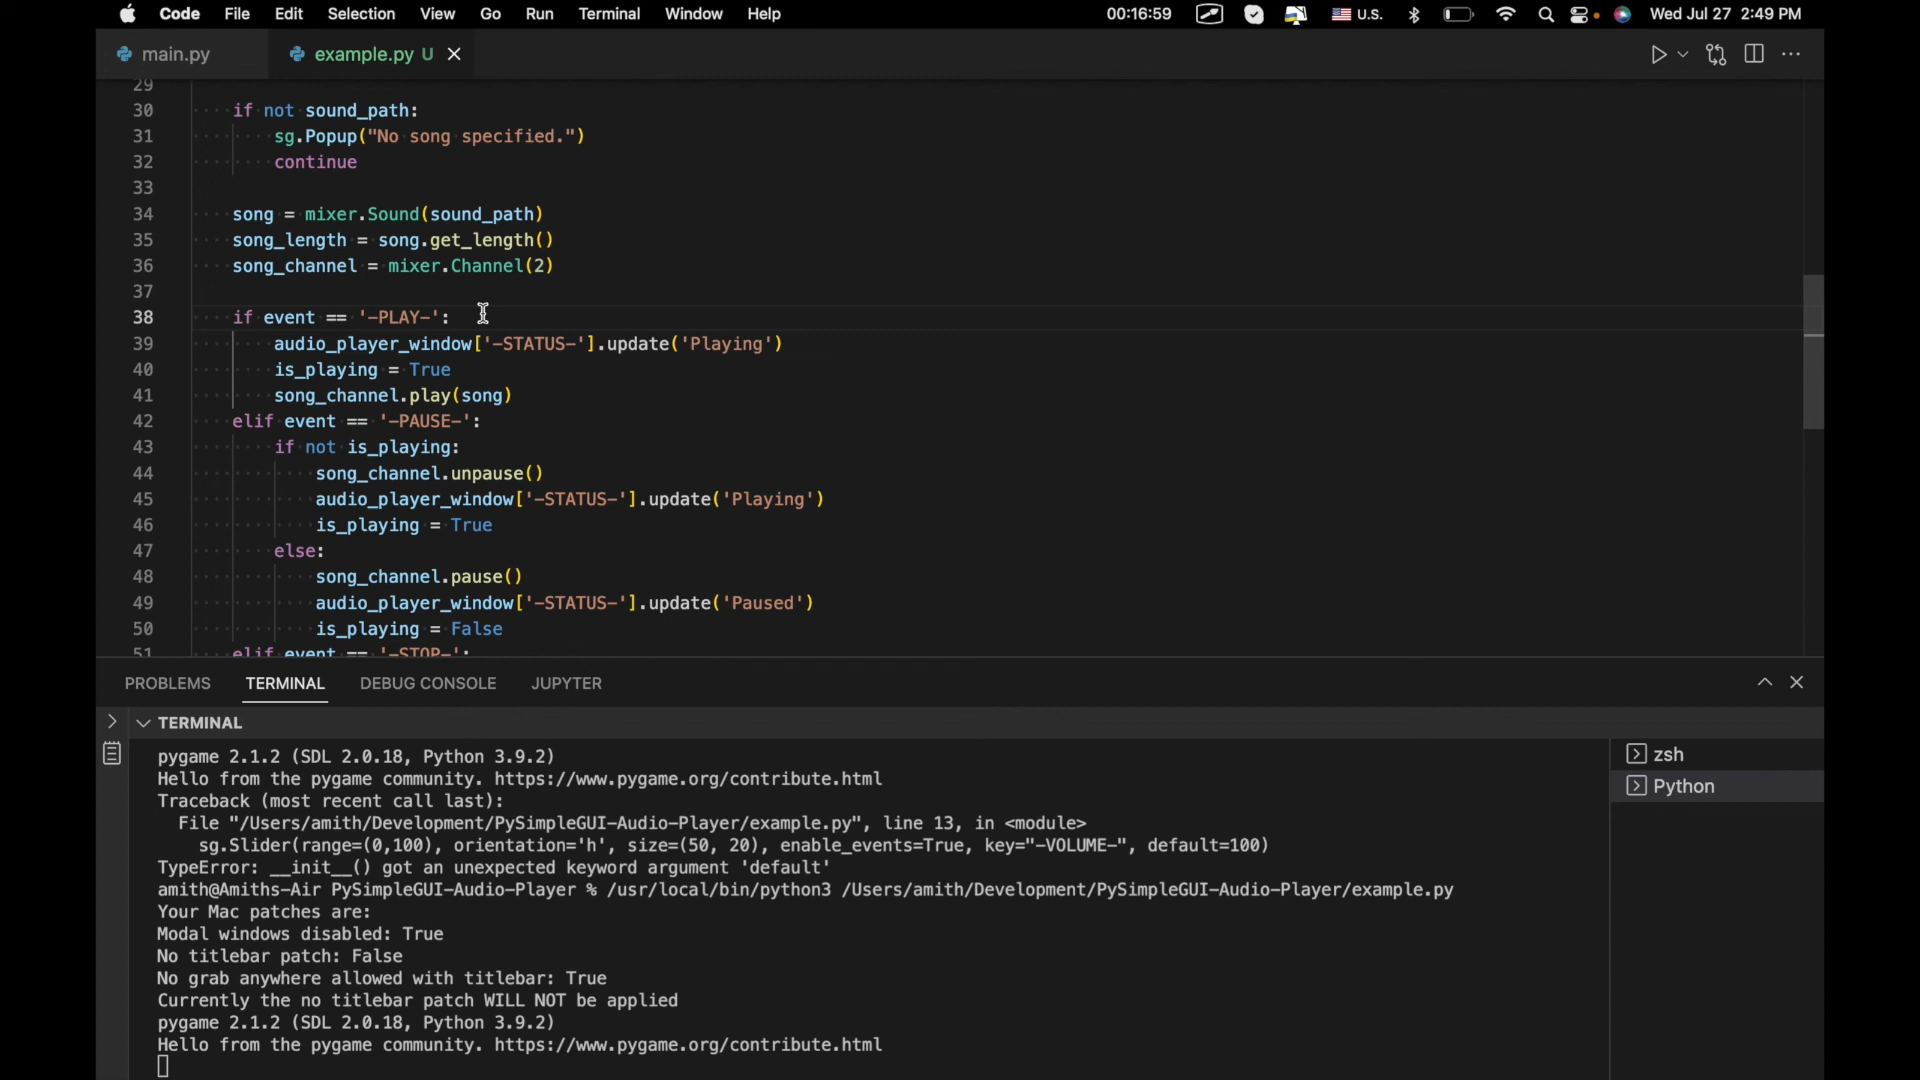 Code File Edit Selection View Go Run Terminal Window Help 00:16:59 U.S. Wed Jul 27 2:49 PM
main.py example.py U
29
30 if not sound_path:
31 sg.Popup("No song specified.")
32 continue
33
34 song = mixer.Sound(sound_path)
35 song_length = song.get_length()
36 song_channel = mixer.Channel(2)
37
38 if event == '-PLAY-':
39 audio_player_window['-STATUS-'].update('Playing')
40 is_playing = True
41 song_channel.play(song)
42 elif event == '-PAUSE-':
43 if not is_playing:
44 song_channel.unpause()
45 audio_player_window['-STATUS-'].update('Playing')
46 is_playing = True
47 else:
48 song_channel.pause()
49 audio_player_window['-STATUS-'].update('Paused')
50 is_playing = False
51 elif event == '-STOP-':
PROBLEMS TERMINAL DEBUG CONSOLE JUPYTER
TERMINAL
pygame 2.1.2 (SDL 2.0.18, Python 3.9.2)
Hello from the pygame community. https://www.pygame.org/contribute.html
Traceback (most recent call last):
File "/Users/amith/Development/PySimpleGUI-Audio-Player/example.py", line 13, in <module>
sg.Slider(range=(0,100), orientation='h', size=(50, 20), enable_events=True, key="-VOLUME-", default=100)
TypeError: __init__() got an unexpected keyword argument 'default'
amith@Amiths-Air PySimpleGUI-Audio-Player % /usr/local/bin/python3 /Users/amith/Development/PySimpleGUI-Audio-Player/example.py
Your Mac patches are:
Modal windows disabled: True
No titlebar patch: False
No grab anywhere allowed with titlebar: True
Currently the no titlebar patch WILL NOT be applied
pygame 2.1.2 (SDL 2.0.18, Python 3.9.2)
Hello from the pygame community. https://www.pygame.org/contribute.html
zsh
Python